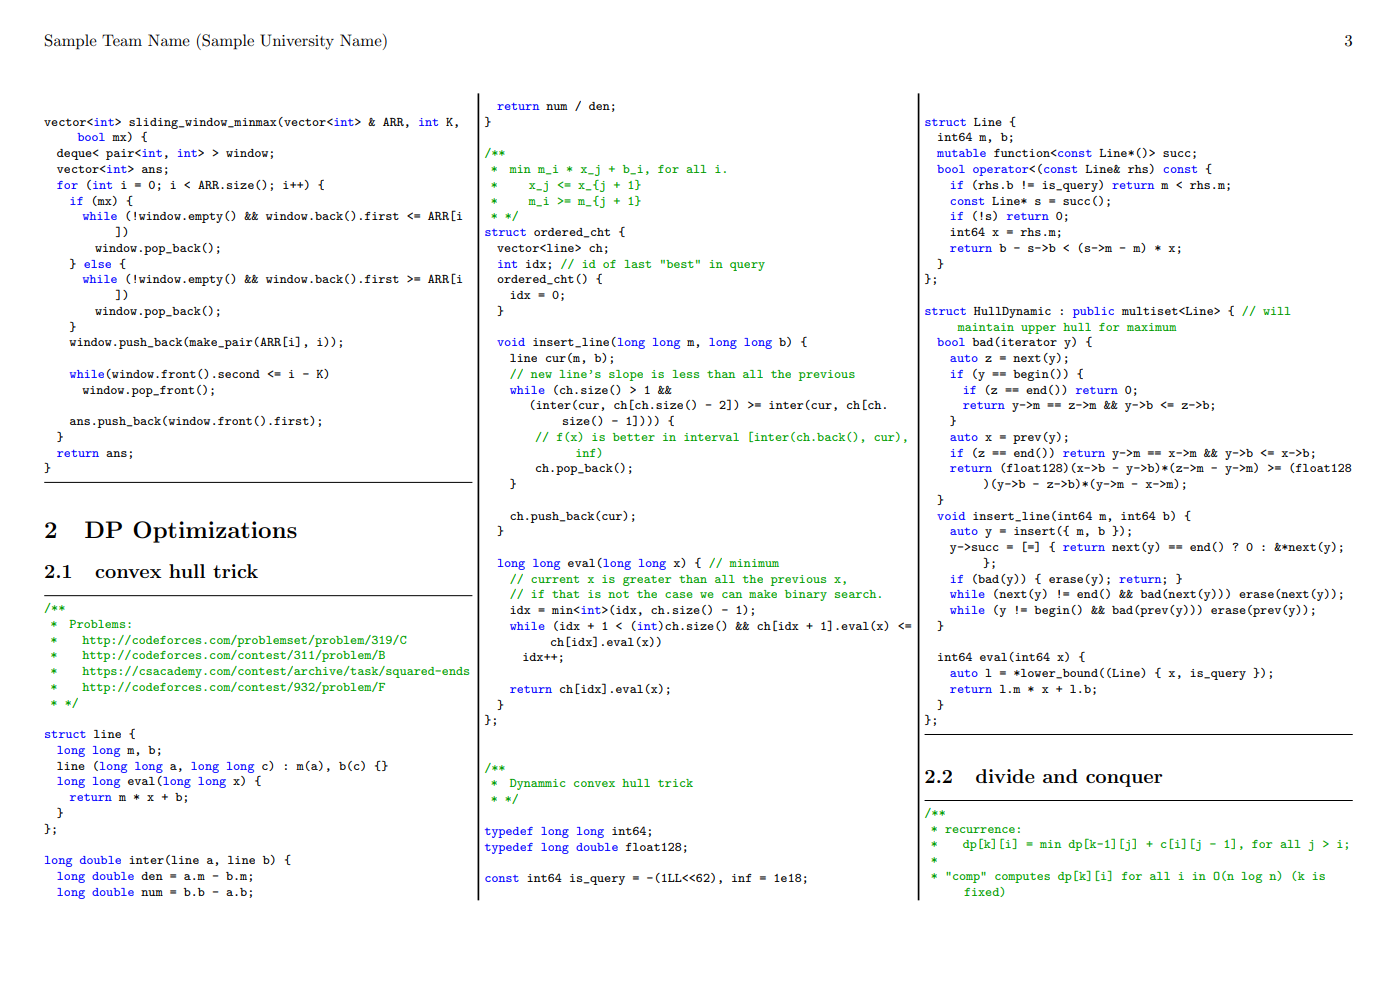 Sample Team Name (Sample University Name)
3
vector<int> sliding_window_minmax(vector<int> & ARR, int K,
bool mx) {
deque< pair<int, int> > window;
vector<int> ans;
for (int i = 0; i < ARR.size(); i++) {
if (mx) {
while (!window.empty() && window.back().first <= ARR[i
])
window.pop_back();
} else {
while (!window.empty() && window.back().first >= ARR[i
])
window.pop_back();
}
window.push_back(make_pair(ARR[i], i));
while(window.front().second <= i - K)
window.pop_front();
ans.push_back(window.front().first);
}
return ans;
}
2 DP Optimizations
2.1 convex hull trick
/**
* Problems:
* http://codeforces.com/problemset/problem/319/C
* http://codeforces.com/contest/311/problem/B
* https://csacademy.com/contest/archive/task/squared-ends
* http://codeforces.com/contest/932/problem/F
* */
struct line {
long long m, b;
line (long long a, long long c) : m(a), b(c) {}
long long eval(long long x) {
return m * x + b;
}
};
long double inter(line a, line b) {
long double den = a.m - b.m;
long double num = b.b - a.b;
return num / den;
}
/**
* min m_i * x_j + b_i, for all i.
* x_j <= x_{j + 1}
* m_i >= m_{j + 1}
* */
struct ordered_cht {
vector<line> ch;
int idx; // id of last "best" in query
ordered_cht() {
idx = 0;
}
void insert_line(long long m, long long b) {
line cur(m, b);
// new line's slope is less than all the previous
while (ch.size() > 1 &&
(inter(cur, ch[ch.size() - 2]) >= inter(cur, ch[ch.
size() - 1]))) {
// f(x) is better in interval [inter(ch.back(), cur),
inf)
ch.pop_back();
}
ch.push_back(cur);
}
long long eval(long long x) { // minimum
// current x is greater than all the previous x,
// if that is not the case we can make binary search.
idx = min<int>(idx, ch.size() - 1);
while (idx + 1 < (int)ch.size() && ch[idx + 1].eval(x) <=
ch[idx].eval(x))
idx++;
return ch[idx].eval(x);
}
};
/**
* Dynammic convex hull trick
* */
typedef long long int64;
typedef long double float128;
const int64 is_query = -(1LL<<62), inf = 1e18;
struct Line {
int64 m, b;
mutable function<const Line*()> succ;
bool operator<(const Line& rhs) const {
if (rhs.b != is_query) return m < rhs.m;
const Line* s = succ();
if (!s) return 0;
int64 x = rhs.m;
return b - s->b < (s->m - m) * x;
}
};
struct HullDynamic : public multiset<Line> { // will
maintain upper hull for maximum
bool bad(iterator y) {
auto z = next(y);
if (y == begin()) {
if (z == end()) return 0;
return y->m == z->m && y->b <= z->b;
}
auto x = prev(y);
if (z == end()) return y->m == x->m && y->b <= x->b;
return (float128)(x->b - y->b)*(z->m - y->m) >= (float128
)(y->b - z->b)*(y->m - x->m);
}
void insert_line(int64 m, int64 b) {
auto y = insert({ m, b });
y->succ = [=] { return next(y) == end() ? 0 : &*next(y);
};
if (bad(y)) { erase(y); return; }
while (next(y) != end() && bad(next(y))) erase(next(y));
while (y != begin() && bad(prev(y))) erase(prev(y));
}
int64 eval(int64 x) {
auto l = *lower_bound((Line) { x, is_query });
return l.m * x + l.b;
}
};
2.2 divide and conquer
/**
* recurrence:
* dp[k][i] = min dp[k-1][j] + c[i][j - 1], for all j > i;
*
* "comp" computes dp[k][i] for all i in O(n log n) (k is
fixed)